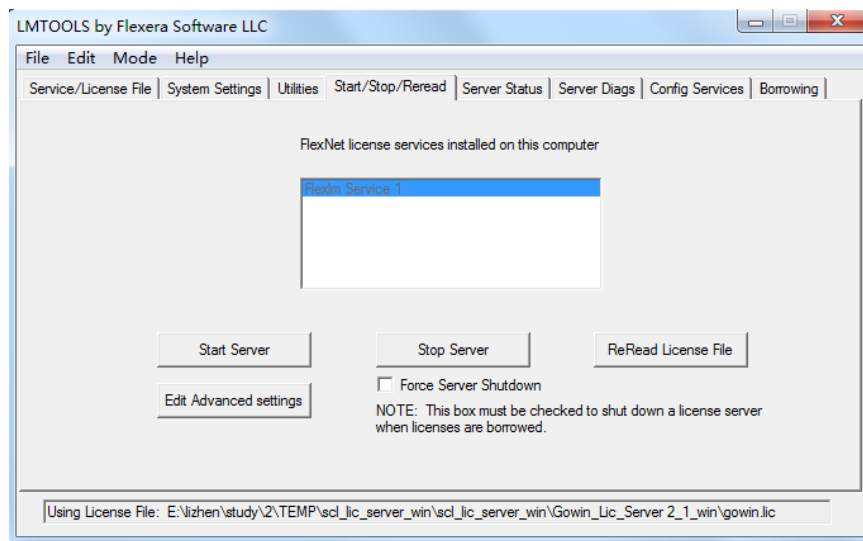 LMTOOLS by Flexera Software LLC
File Edit Mode Help
Service/License File System Settings Utilities Start/Stop/Reread Server Status Server Diags Config Services Borrowing
FlexNet license services installed on this computer
Flexlm Service 1
Start Server Stop Server ReRead License File
Edit Advanced settings
Force Server Shutdown
NOTE: This box must be checked to shut down a license server
when licenses are borrowed.
Using License File: E:\lizhen\study\2\TEMP\scl_lic_server_win\scl_lic_server_win\Gowin_Lic_Server 2_1_win\gowin.lic